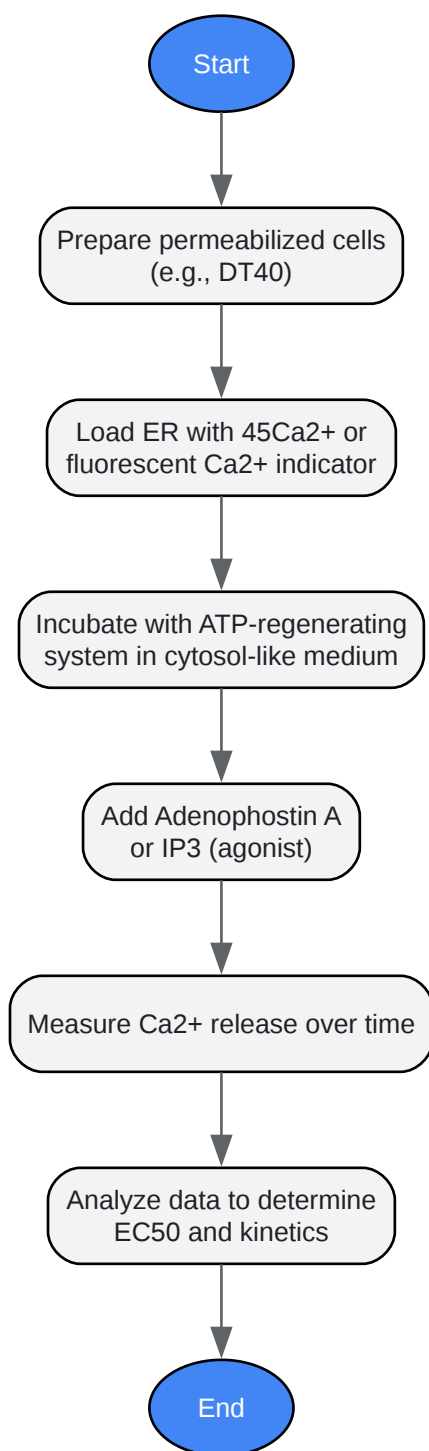 Start
Prepare permeabilized cells
(e.g., DT40)
Load ER with 45Ca2+ or
fluorescent Ca2+ indicator
Incubate with ATP-regenerating
system in cytosol-like medium
Add Adenophostin A
or IP3 (agonist)
Measure Ca2+ release over time
Analyze data to determine
EC50 and kinetics
End